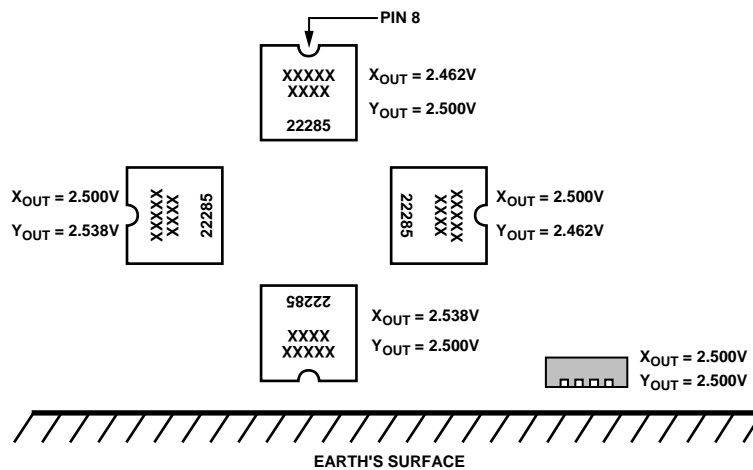 PIN 8
XXXXX
XXXX
22285
XOUT = 2.462V
YOUT = 2.500V
XOUT = 2.500V
YOUT = 2.538V
XXXXX
XXXX
22285
22285
XXXX
XXXXX
XOUT = 2.500V
YOUT = 2.462V
22285
XXXX
XXXXX
XOUT = 2.538V
YOUT = 2.500V
XOUT = 2.500V
YOUT = 2.500V
EARTH'S SURFACE